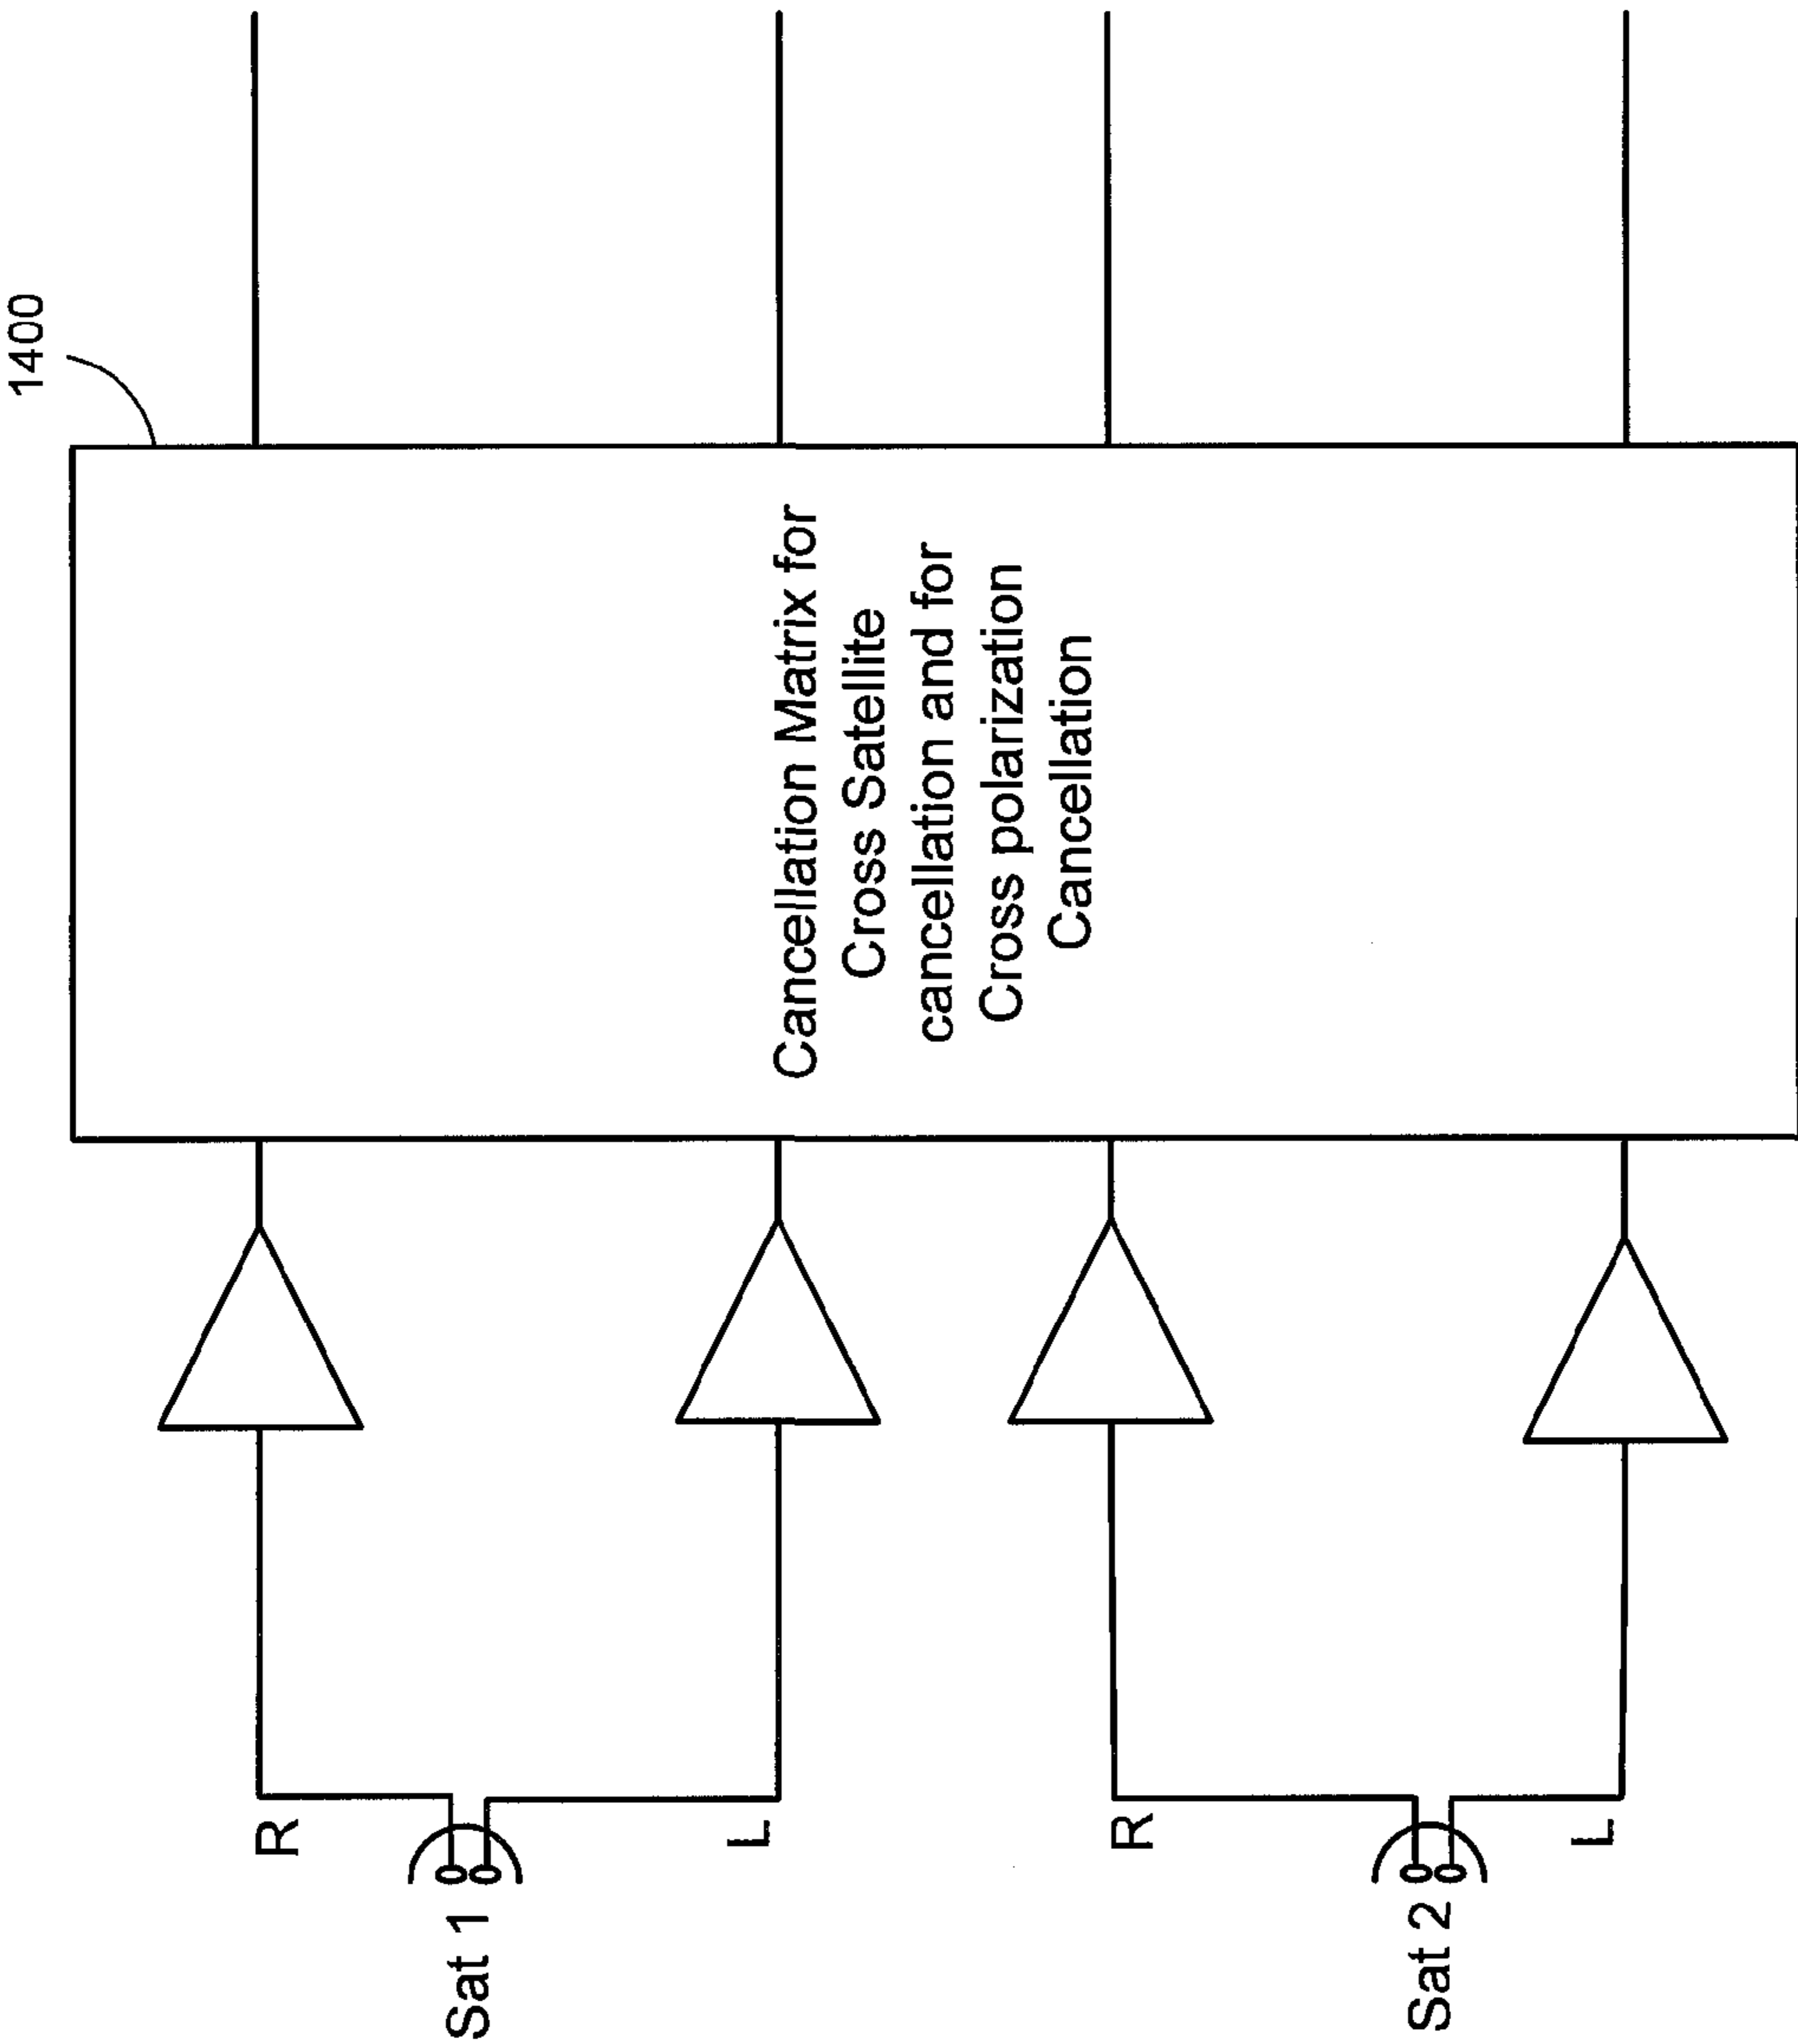 1400
R
Sat 1
L
R
Sat 2
L
Cancellation Matrix for
Cross Satellite
cancellation and for
Cross polarization
Cancellation